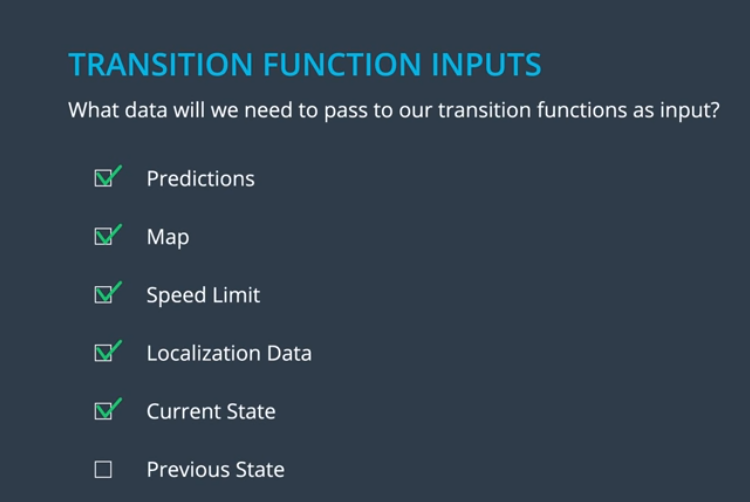 TRANSITION FUNCTION INPUTS
What data will we need to pass to our transition functions as input?
Predictions
Map
Speed Limit
Localization Data
Current State
Previous State